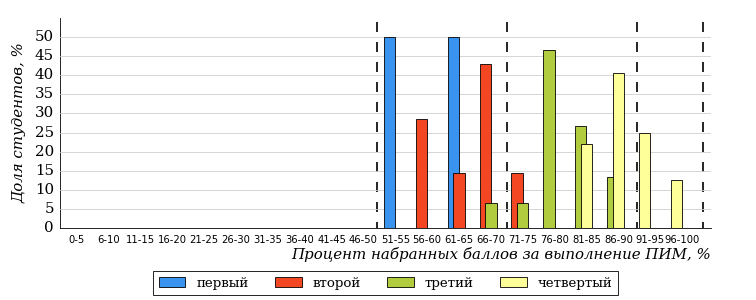 Доля студентов, %
50
45
40
35
30
25
20
15
10
5
0
0-5 6-10 11-15 16-20 21-25 26-30 31-35 36-40 41-45 46-50 51-55 56-60 61-65 66-70 71-75 76-80 81-85 86-90 91-95 96-100
Процент набранных баллов за выполнение ПИМ, %
первый второй третий четвертый